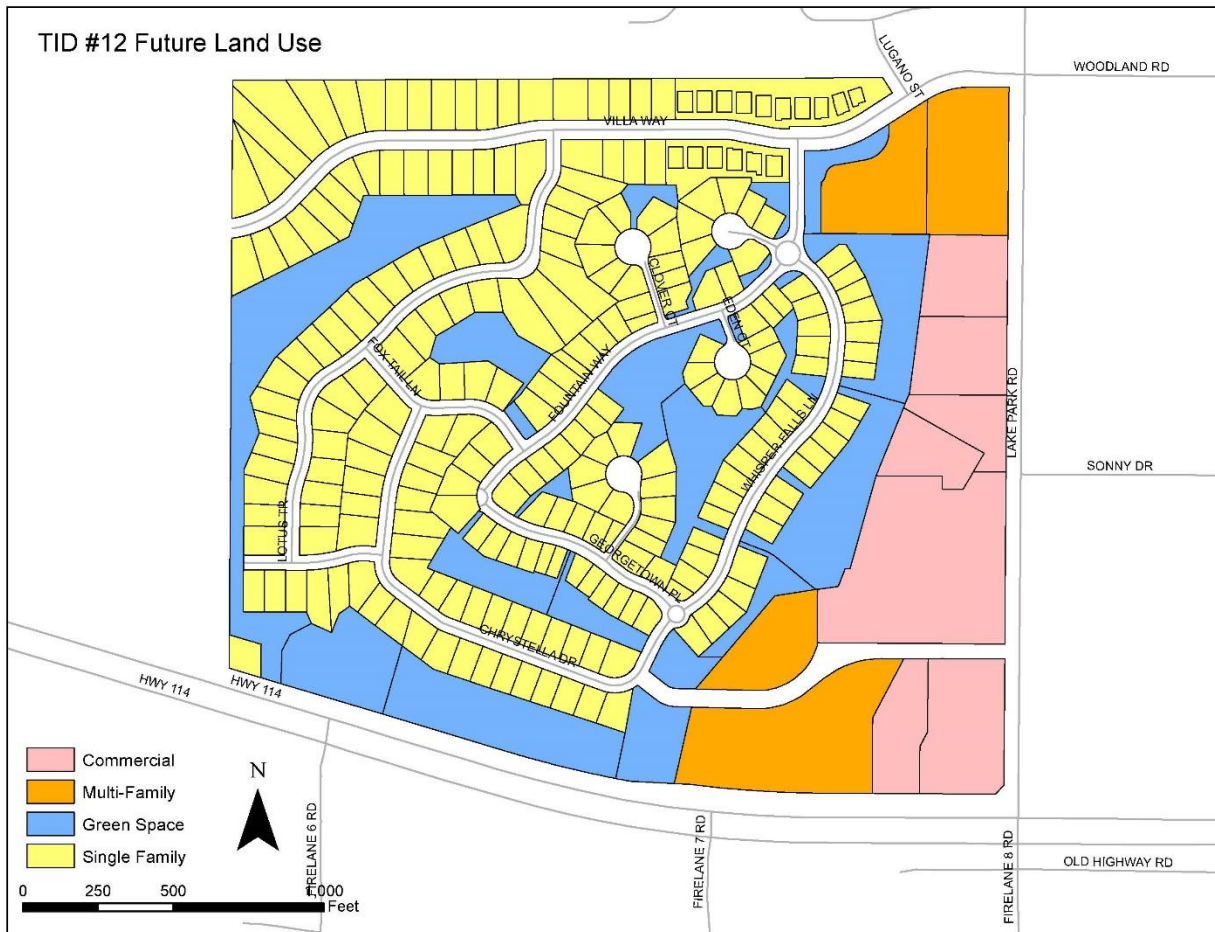 TID #12 Future Land Use
LUGANO ST
WOODLAND RD
VILLA WAY
CLOVER CT
EDEN CT
FOX TAIL LN
FOUNTAIN WAY
WHISPER FALLS LN
LAKE PARK RD
SONNY DR
LOTUS TR
GEORGETOWN PL
CHRYSTELLA DR
HWY 114
HWY 114
Commercial
Multi-Family
Green Space
Single Family
N
0 250 500 1,000
Feet
FIRELANE 6 RD
FIRELANE 7 RD
FIRELANE 8 RD
OLD HIGHWAY RD